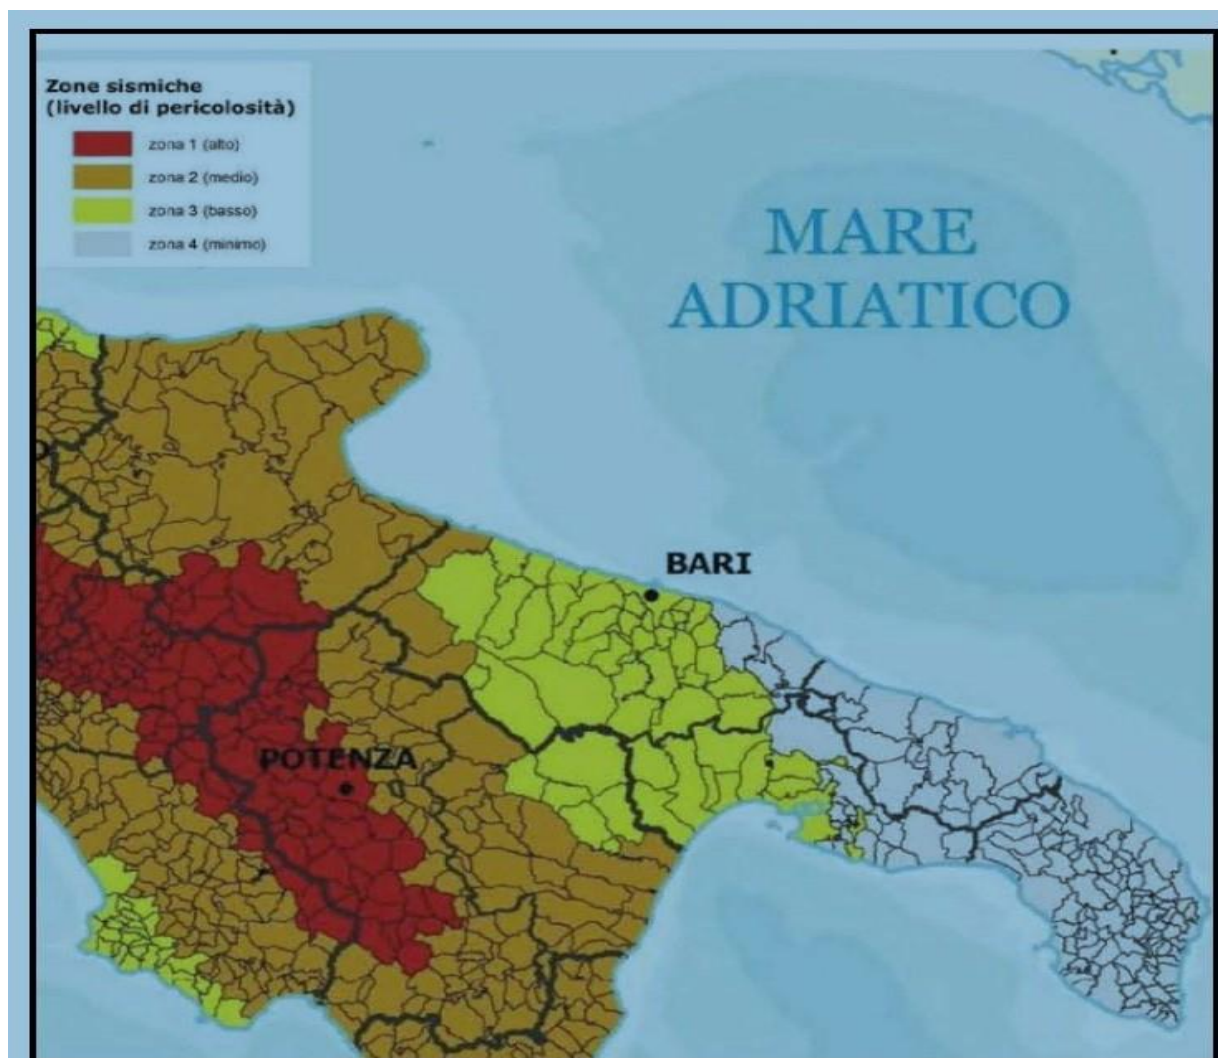 Zone sismiche
(livello di pericolosità)
zona 1 (alto)
zona 2 (medio)
zona 3 (basso)
zona 4 (minimo)
MARE
ADRIATICO
BARI
POTENZA